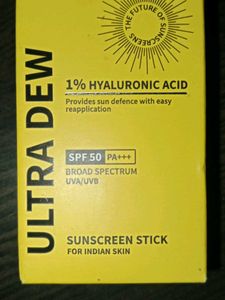 THE FUTURE OF SUNSCREENS
ULTRA DEW
1% HYALURONIC ACID
Provides sun defence with easy
reapplication
SPF 50 PA+++
BROAD SPECTRUM
UVA/UVB
SUNSCREEN STICK
FOR INDIAN SKIN